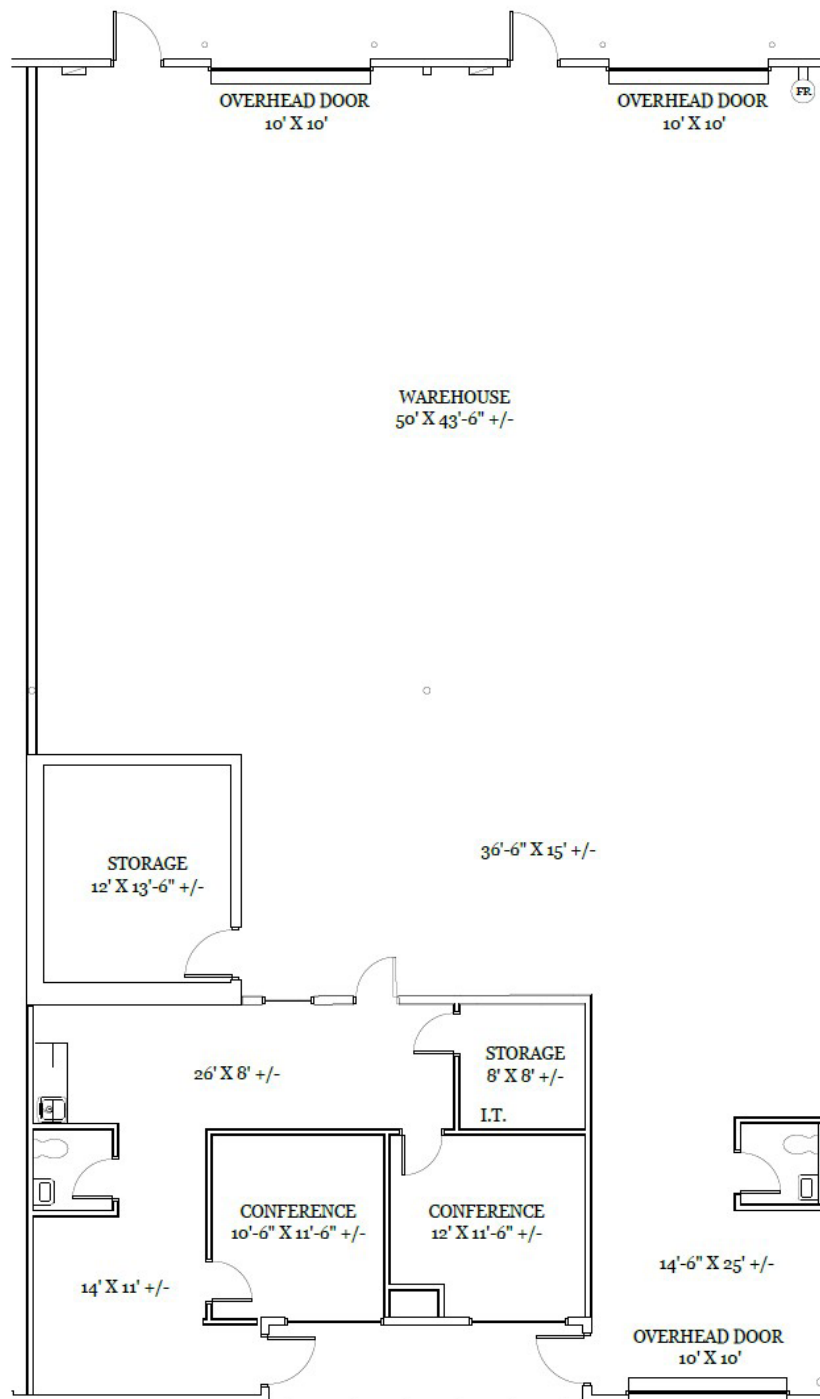 OVERHEAD DOOR
10' X 10'
OVERHEAD DOOR
10' X 10'
FR
WAREHOUSE
50' X 43'-6" +/-
STORAGE
12' X 13'-6" +/-
36'-6" X 15' +/-
26' X 8' +/-
STORAGE
8' X 8' +/-
I.T.
CONFERENCE
10'-6" X 11'-6" +/-
CONFERENCE
12' X 11'-6" +/-
14' X 11' +/-
14'-6" X 25' +/-
OVERHEAD DOOR
10' X 10'